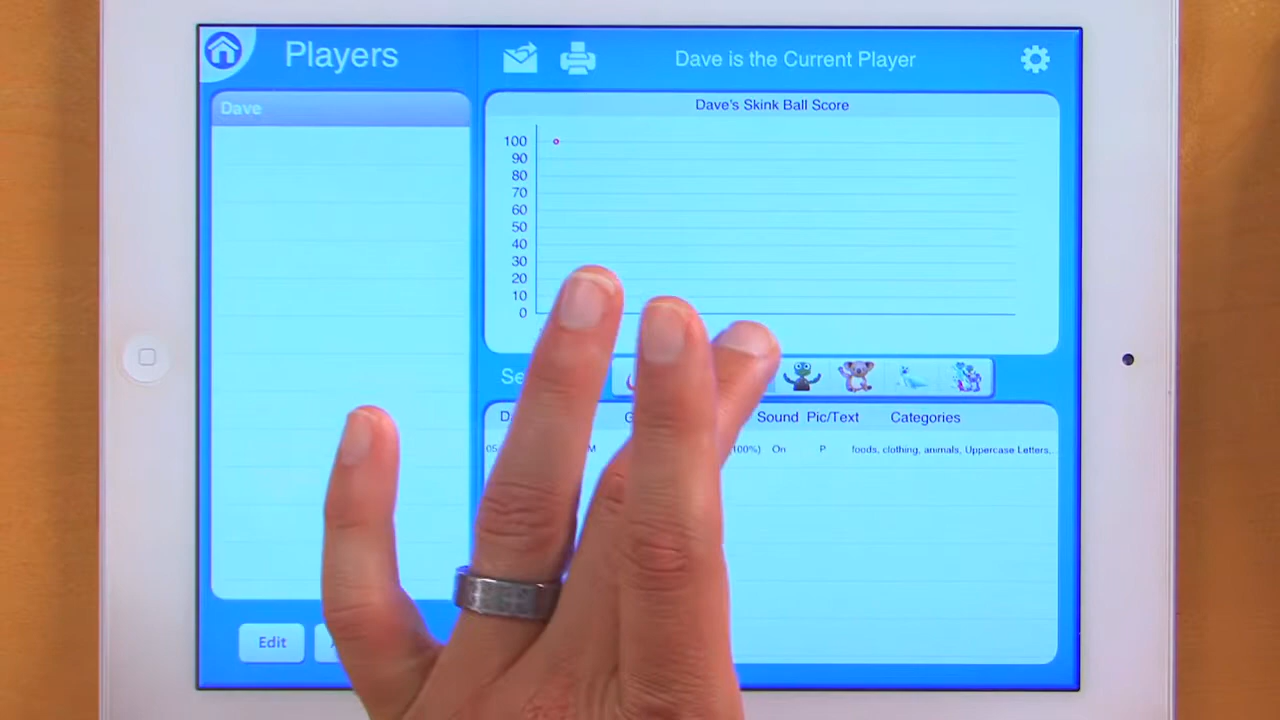 Players
Dave is the Current Player
Dave
Dave's Skink Ball Score
100
90
80
70
60
50
40
30
20
10
0
Sound Pic/Text Categories
(100%) On P foods, clothing, animals, Uppercase Letters,..
Edit